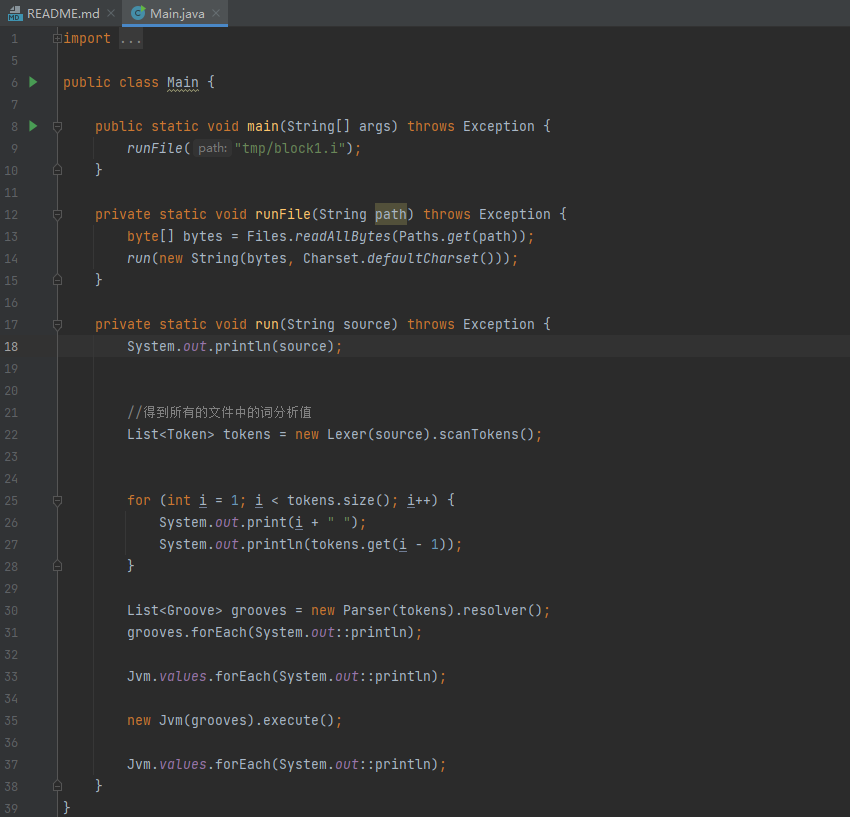 README.md Main.java
1 import ...
5
6 public class Main {
7
8 public static void main(String[] args) throws Exception {
9 runFile( path: "tmp/block1.i");
10 }
11
12 private static void runFile(String path) throws Exception {
13 byte[] bytes = Files.readAllBytes(Paths.get(path));
14 run(new String(bytes, Charset.defaultCharset()));
15 }
16
17 private static void run(String source) throws Exception {
18 System.out.println(source);
19
20
21 //得到所有的文件中的词分析值
22 List<Token> tokens = new Lexer(source).scanTokens();
23
24
25 for (int i = 1; i < tokens.size(); i++) {
26 System.out.print(i + " ");
27 System.out.println(tokens.get(i - 1));
28 }
29
30 List<Groove> grooves = new Parser(tokens).resolver();
31 grooves.forEach(System.out::println);
32
33 Jvm.values.forEach(System.out::println);
34
35 new Jvm(grooves).execute();
36
37 Jvm.values.forEach(System.out::println);
38 }
39 }